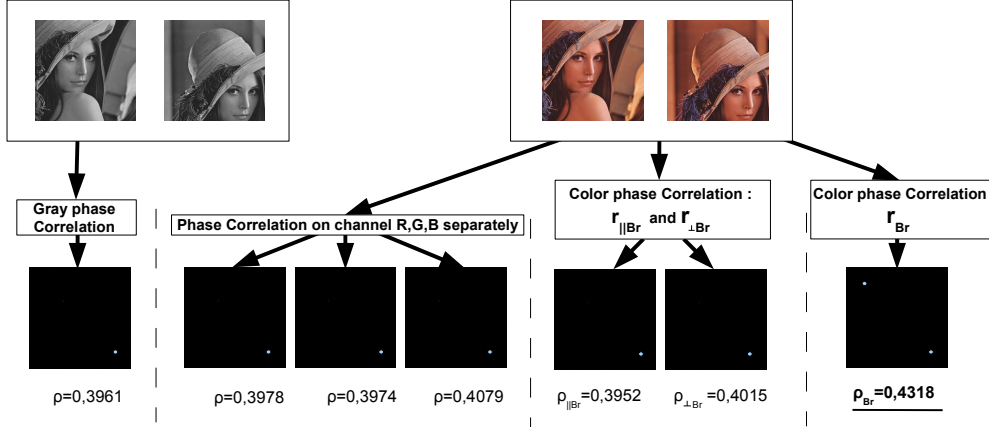 Gray phase
Correlation
Phase Correlation on channel R,G,B separately
Color phase Correlation :
r||Br and r⊥Br
Color phase Correlation
rBr
ρ=0,3961
ρ=0,3978
ρ=0,3974
ρ=0,4079
ρ||Br=0,3952
ρ⊥Br=0,4015
ρBr=0,4318